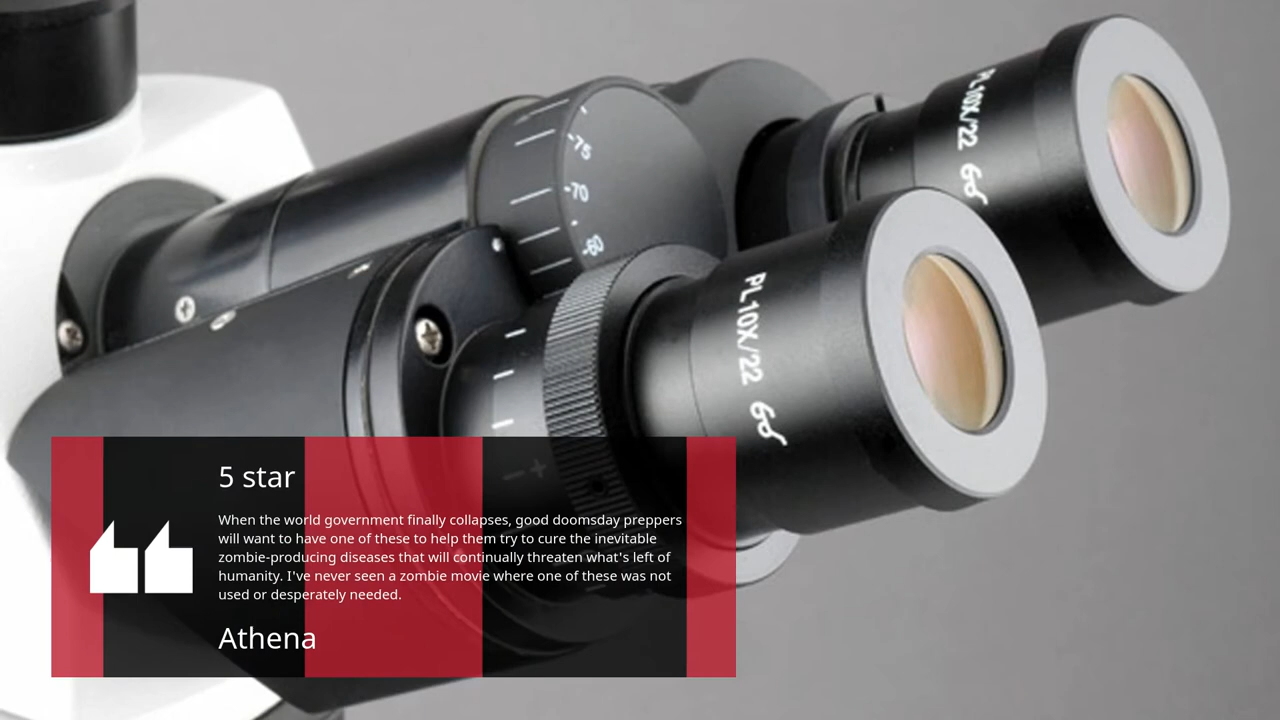 -75
-70
-60
PL10X/22
PL10X/22
5 star
When the world government finally collapses, good doomsday preppers
will want to have one of these to help them try to cure the inevitable
zombie-producing diseases that will continually threaten what's left of
humanity. I've never seen a zombie movie where one of these was not
used or desperately needed.
Athena